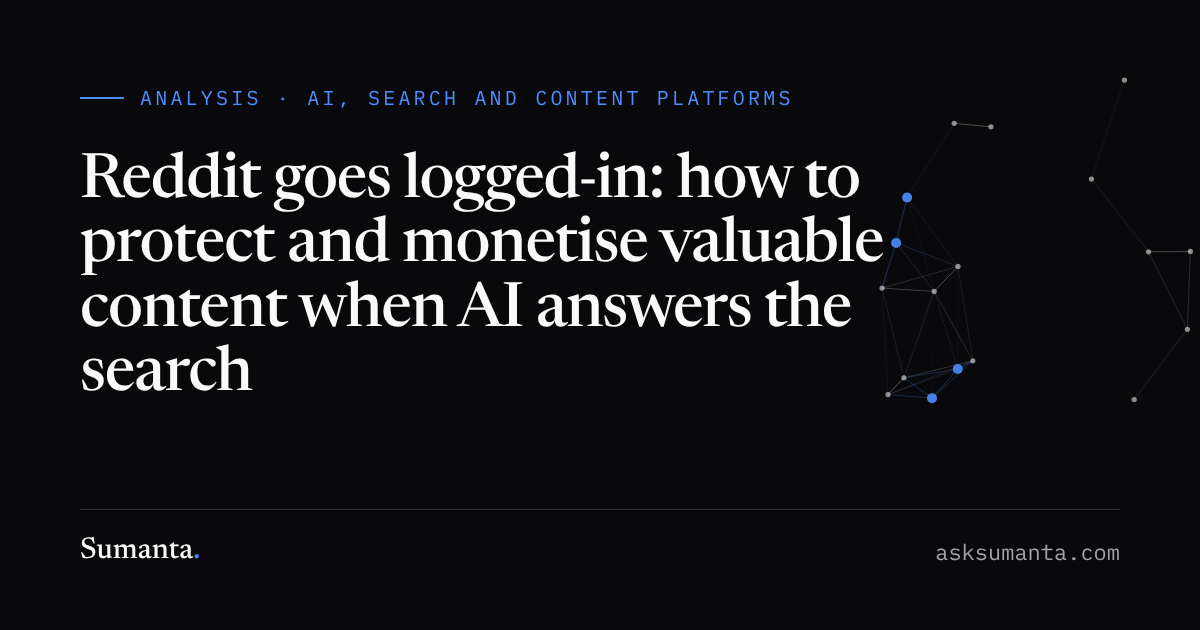 ANALYSIS · AI, SEARCH AND CONTENT PLATFORMS
Reddit goes logged-in: how to
protect and monetise valuable
content when AI answers the
search
Sumanta.
asksumanta.com